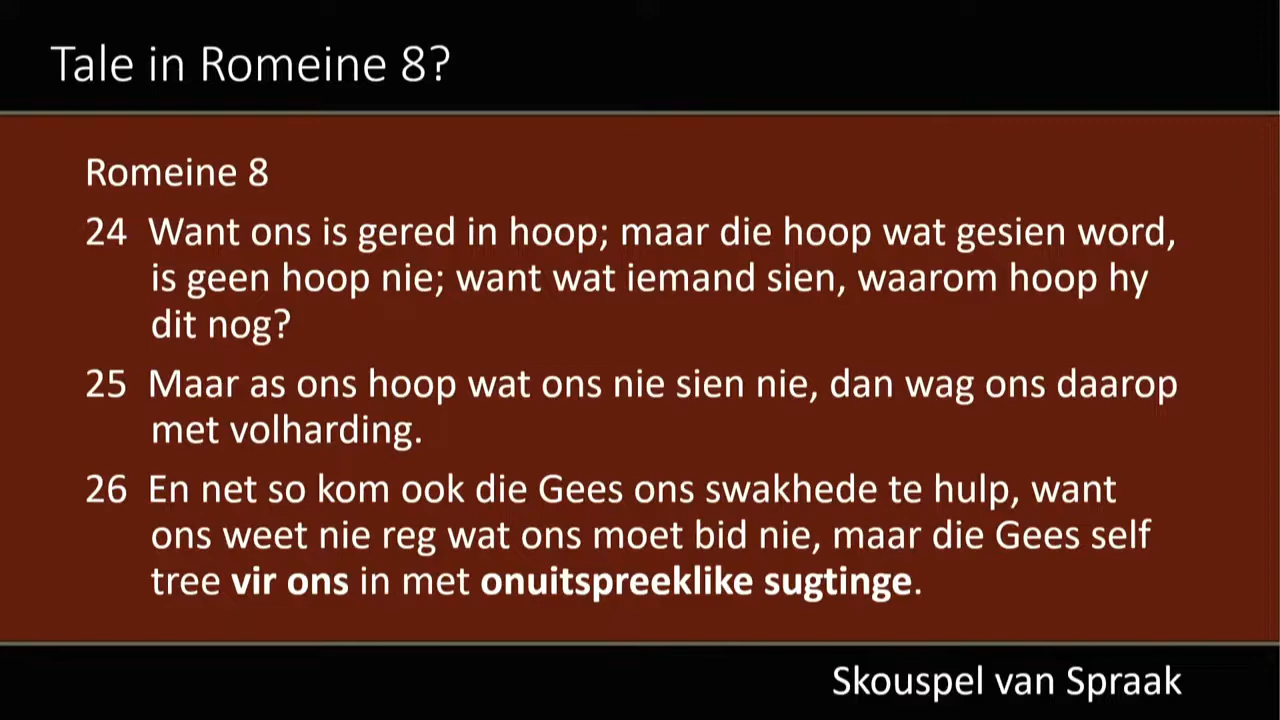 Tale in Romeine 8?
Romeine 8
24 Want ons is gered in hoop; maar die hoop wat gesien word,
is geen hoop nie; want wat iemand sien, waarom hoop hy
dit nog?
25 Maar as ons hoop wat ons nie sien nie, dan wag ons daarop
met volharding.
26 En net so kom ook die Gees ons swakhede te hulp, want
ons weet nie reg wat ons moet bid nie, maar die Gees self
tree vir ons in met onuitspreeklike sugtinge.
Skouspel van Spraak